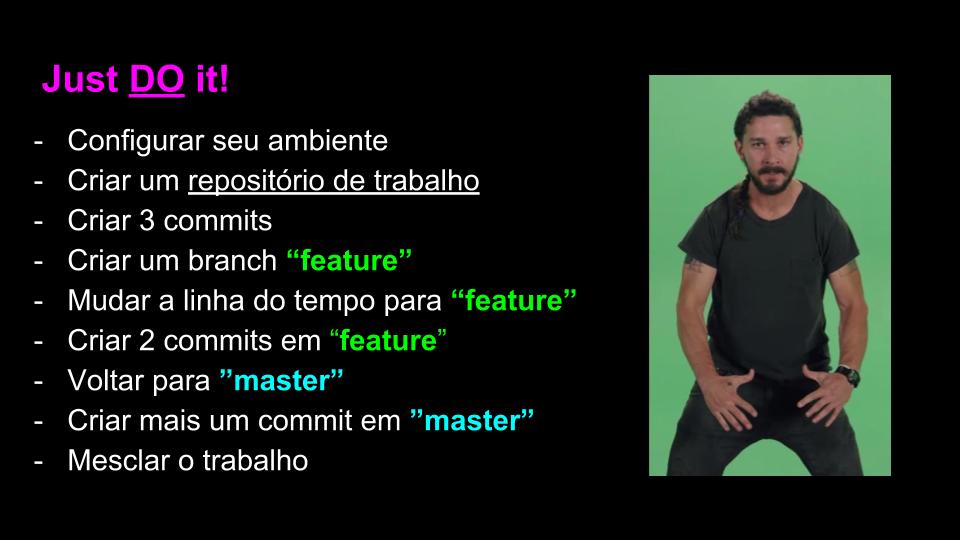 Just DO it!
- Configurar seu ambiente
- Criar um repositório de trabalho
- Criar 3 commits
- Criar um branch “feature”
- Mudar a linha do tempo para “feature”
- Criar 2 commits em “feature”
- Voltar para ”master”
- Criar mais um commit em ”master”
- Mesclar o trabalho